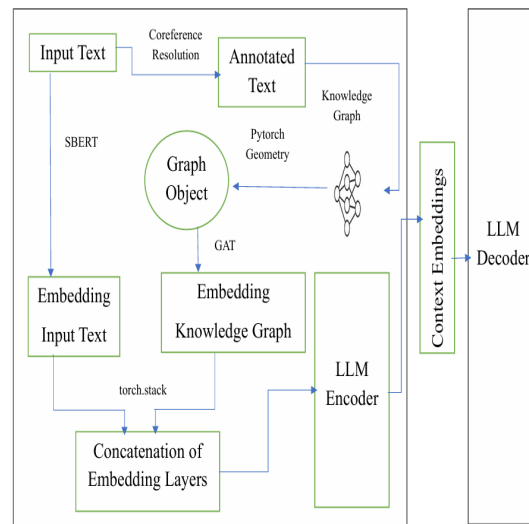 Input Text
Coreference
Resolution
Annotated
Text
Knowledge
Graph
SBERT
Pytorch
Geometry
Graph
Object
GAT
Embedding
Input Text
Embedding
Knowledge Graph
torch.stack
Concatenation of
Embedding Layers
LLM
Encoder
Context Embeddings
LLM
Decoder